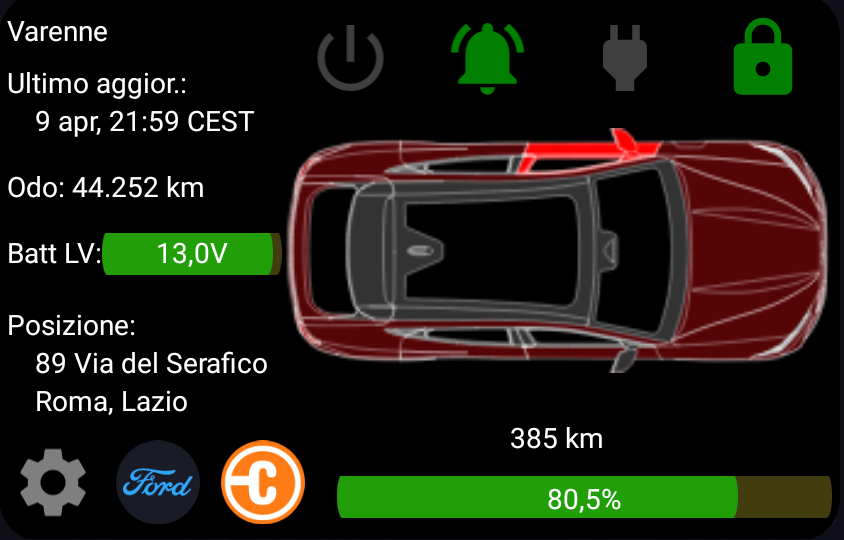 Varenne
Ultimo aggior.:
9 apr, 21:59 CEST
Odo: 44.252 km
Batt LV: 13,0V
Posizione:
89 Via del Serafico
Roma, Lazio
Ford
C
385 km
80,5%